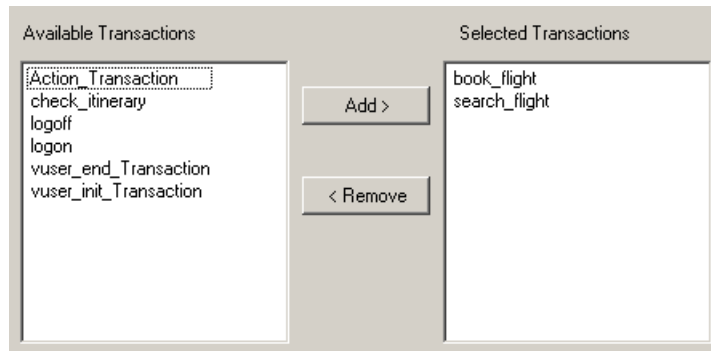 Available Transactions
Selected Transactions
Action_Transaction
check_itinerary
logoff
logon
vuser_end_Transaction
vuser_init_Transaction
Add >
< Remove
book_flight
search_flight